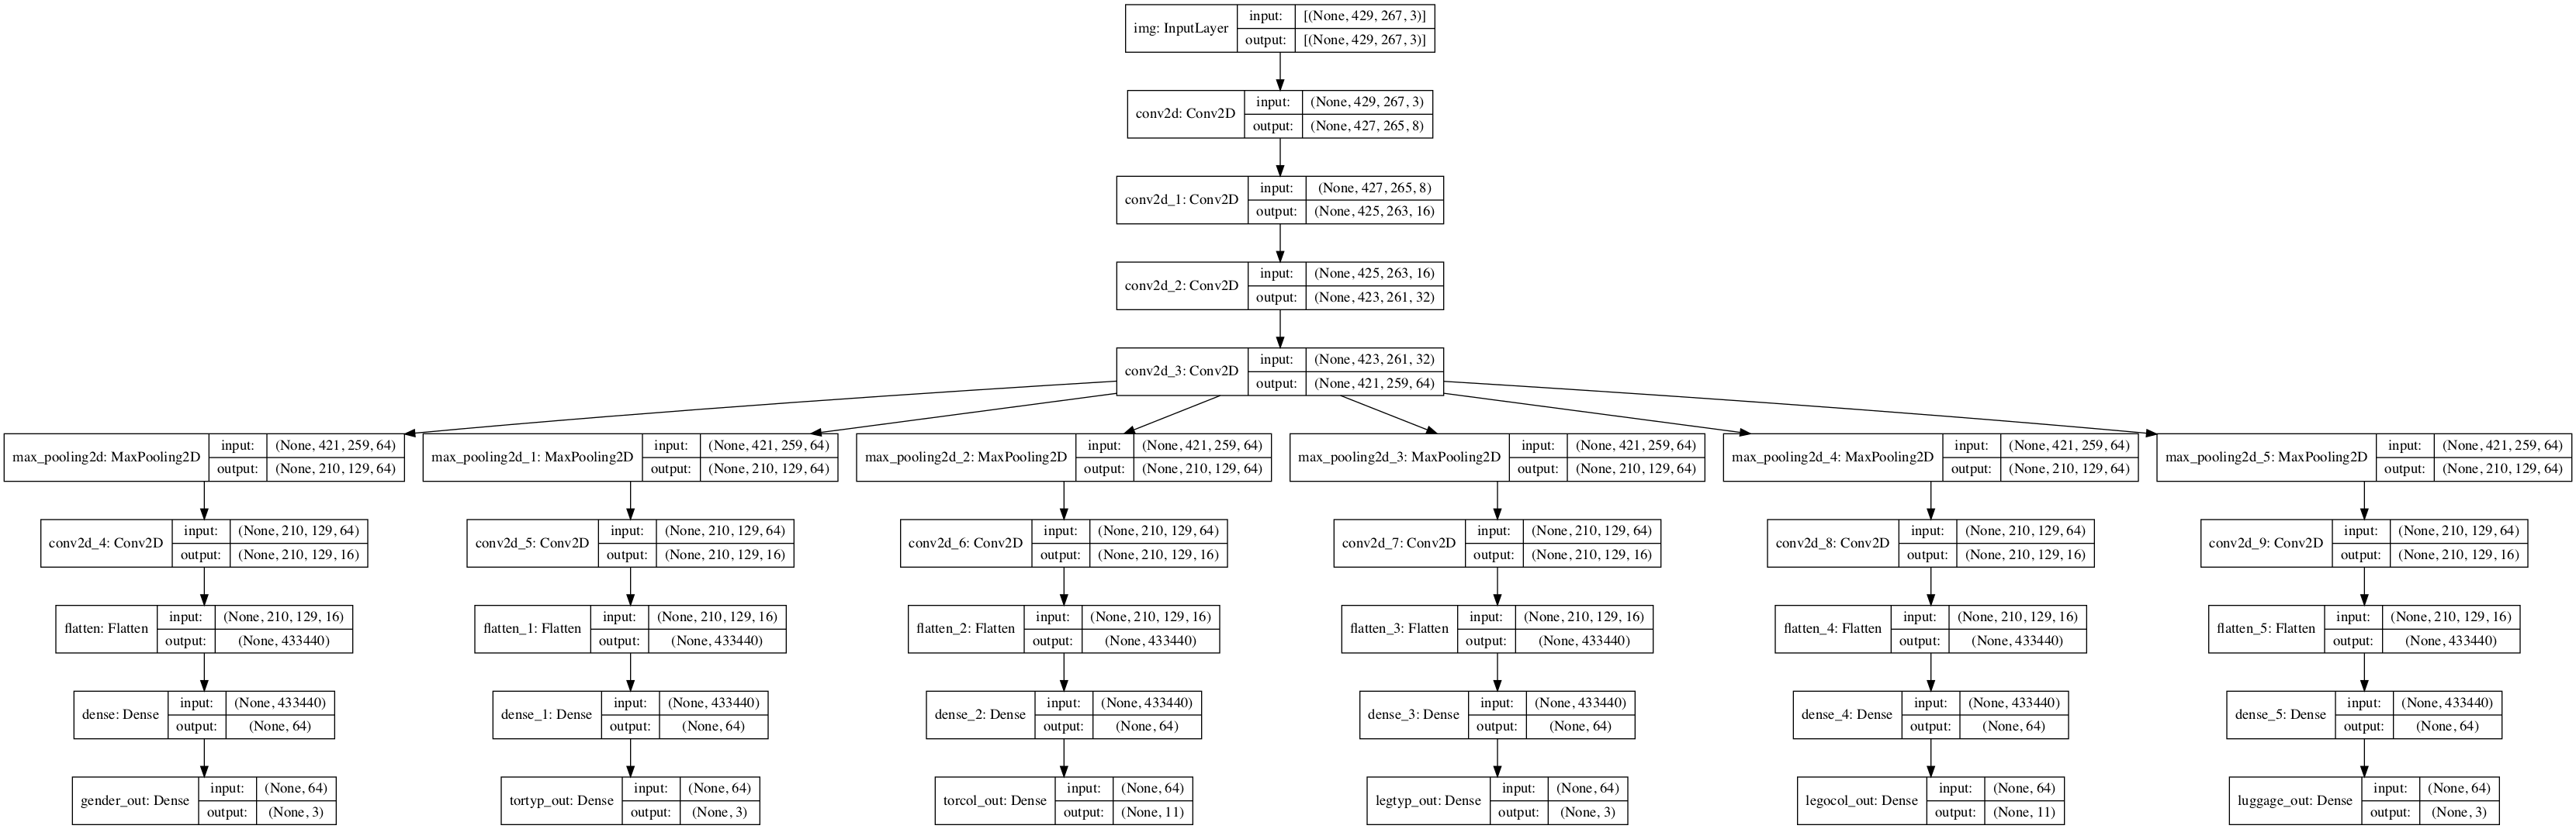 img: InputLayer
input: [(None, 429, 267, 3)]
output: [(None, 429, 267, 3)]
conv2d: Conv2D
input: (None, 429, 267, 3)
output: (None, 427, 265, 8)
conv2d_1: Conv2D
input: (None, 427, 265, 8)
output: (None, 425, 263, 16)
conv2d_2: Conv2D
input: (None, 425, 263, 16)
output: (None, 423, 261, 32)
conv2d_3: Conv2D
input: (None, 423, 261, 32)
output: (None, 421, 259, 64)
max_pooling2d: MaxPooling2D
input: (None, 421, 259, 64)
output: (None, 210, 129, 64)
max_pooling2d_1: MaxPooling2D
input: (None, 421, 259, 64)
output: (None, 210, 129, 64)
max_pooling2d_2: MaxPooling2D
input: (None, 421, 259, 64)
output: (None, 210, 129, 64)
max_pooling2d_3: MaxPooling2D
input: (None, 421, 259, 64)
output: (None, 210, 129, 64)
max_pooling2d_4: MaxPooling2D
input: (None, 421, 259, 64)
output: (None, 210, 129, 64)
max_pooling2d_5: MaxPooling2D
input: (None, 421, 259, 64)
output: (None, 210, 129, 64)
conv2d_4: Conv2D
input: (None, 210, 129, 64)
output: (None, 210, 129, 16)
conv2d_5: Conv2D
input: (None, 210, 129, 64)
output: (None, 210, 129, 16)
conv2d_6: Conv2D
input: (None, 210, 129, 64)
output: (None, 210, 129, 16)
conv2d_7: Conv2D
input: (None, 210, 129, 64)
output: (None, 210, 129, 16)
conv2d_8: Conv2D
input: (None, 210, 129, 64)
output: (None, 210, 129, 16)
conv2d_9: Conv2D
input: (None, 210, 129, 64)
output: (None, 210, 129, 16)
flatten: Flatten
input: (None, 210, 129, 16)
output: (None, 433440)
flatten_1: Flatten
input: (None, 210, 129, 16)
output: (None, 433440)
flatten_2: Flatten
input: (None, 210, 129, 16)
output: (None, 433440)
flatten_3: Flatten
input: (None, 210, 129, 16)
output: (None, 433440)
flatten_4: Flatten
input: (None, 210, 129, 16)
output: (None, 433440)
flatten_5: Flatten
input: (None, 210, 129, 16)
output: (None, 433440)
dense: Dense
input: (None, 433440)
output: (None, 64)
dense_1: Dense
input: (None, 433440)
output: (None, 64)
dense_2: Dense
input: (None, 433440)
output: (None, 64)
dense_3: Dense
input: (None, 433440)
output: (None, 64)
dense_4: Dense
input: (None, 433440)
output: (None, 64)
dense_5: Dense
input: (None, 433440)
output: (None, 64)
gender_out: Dense
input: (None, 64)
output: (None, 3)
tortyp_out: Dense
input: (None, 64)
output: (None, 3)
torcol_out: Dense
input: (None, 64)
output: (None, 11)
legtyp_out: Dense
input: (None, 64)
output: (None, 3)
legocol_out: Dense
input: (None, 64)
output: (None, 11)
luggage_out: Dense
input: (None, 64)
output: (None, 3)